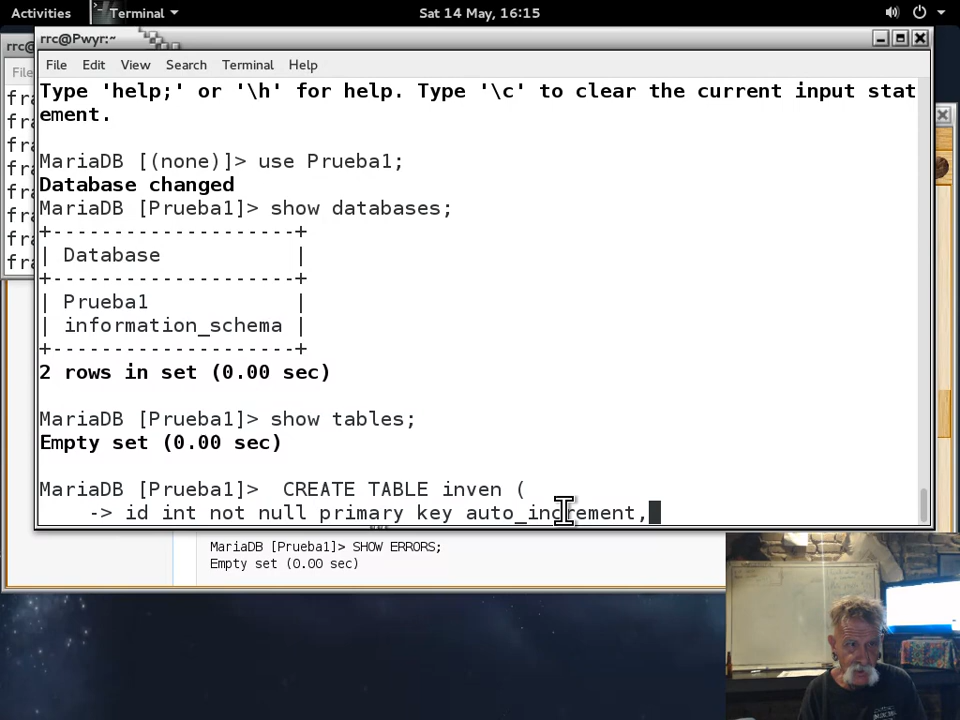 Activities Terminal Sat 14 May, 16:15
rrc@ rrc@Pwyr:~
File Edit View Search Terminal Help
Type 'help;' or '\h' for help. Type '\c' to clear the current input stat
ement.
MariaDB [(none)]> use Prueba1;
Database changed
MariaDB [Prueba1]> show databases;
+--------------------+
| Database           |
+--------------------+
| Prueba1            |
| information_schema |
+--------------------+
2 rows in set (0.00 sec)
MariaDB [Prueba1]> show tables;
Empty set (0.00 sec)
MariaDB [Prueba1]>  CREATE TABLE inven (
    -> id int not null primary key auto_increment,
MariaDB [Prueba1]> SHOW ERRORS;
Empty set (0.00 sec)